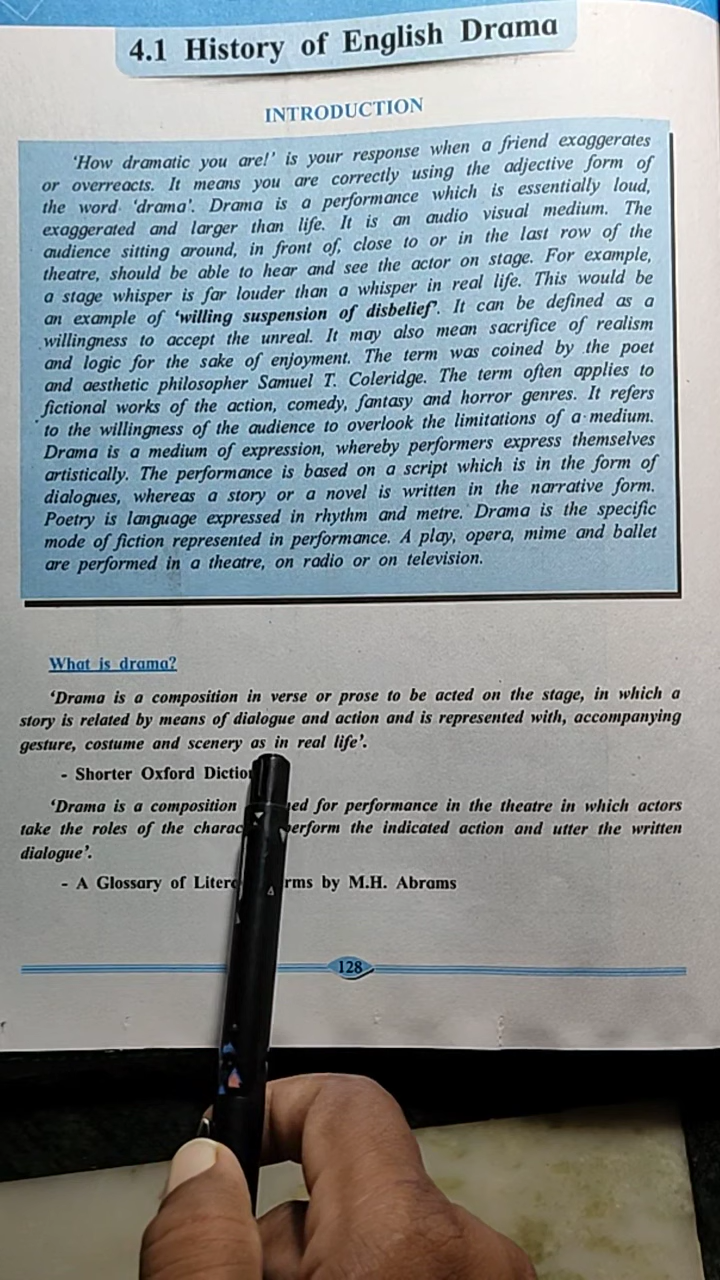 4.1 History of English Drama
INTRODUCTION
'How dramatic you are!' is your response when a friend exaggerates
or overreacts. It means you are correctly using the adjective form of
the word 'drama'. Drama is a performance which is essentially loud,
exaggerated and larger than life. It is an audio visual medium. The
audience sitting around, in front of, close to or in the last row of the
theatre, should be able to hear and see the actor on stage. For example,
a stage whisper is far louder than a whisper in real life. This would be
an example of 'willing suspension of disbelief'. It can be defined as a
willingness to accept the unreal. It may also mean sacrifice of realism
and logic for the sake of enjoyment. The term was coined by the poet
and aesthetic philosopher Samuel T. Coleridge. The term often applies to
fictional works of the action, comedy, fantasy and horror genres. It refers
to the willingness of the audience to overlook the limitations of a medium.
Drama is a medium of expression, whereby performers express themselves
artistically. The performance is based on a script which is in the form of
dialogues, whereas a story or a novel is written in the narrative form.
Poetry is language expressed in rhythm and metre. Drama is the specific
mode of fiction represented in performance. A play, opera, mime and ballet
are performed in a theatre, on radio or on television.
What is drama?
'Drama is a composition in verse or prose to be acted on the stage, in which a
story is related by means of dialogue and action and is represented with, accompanying
gesture, costume and scenery as in real life'.
- Shorter Oxford
'Drama is a composition for performance in the theatre in which actors
take the roles of the perform the indicated action and utter the written
dialogue'.
- A Glossary of by M.H. Abrams
128